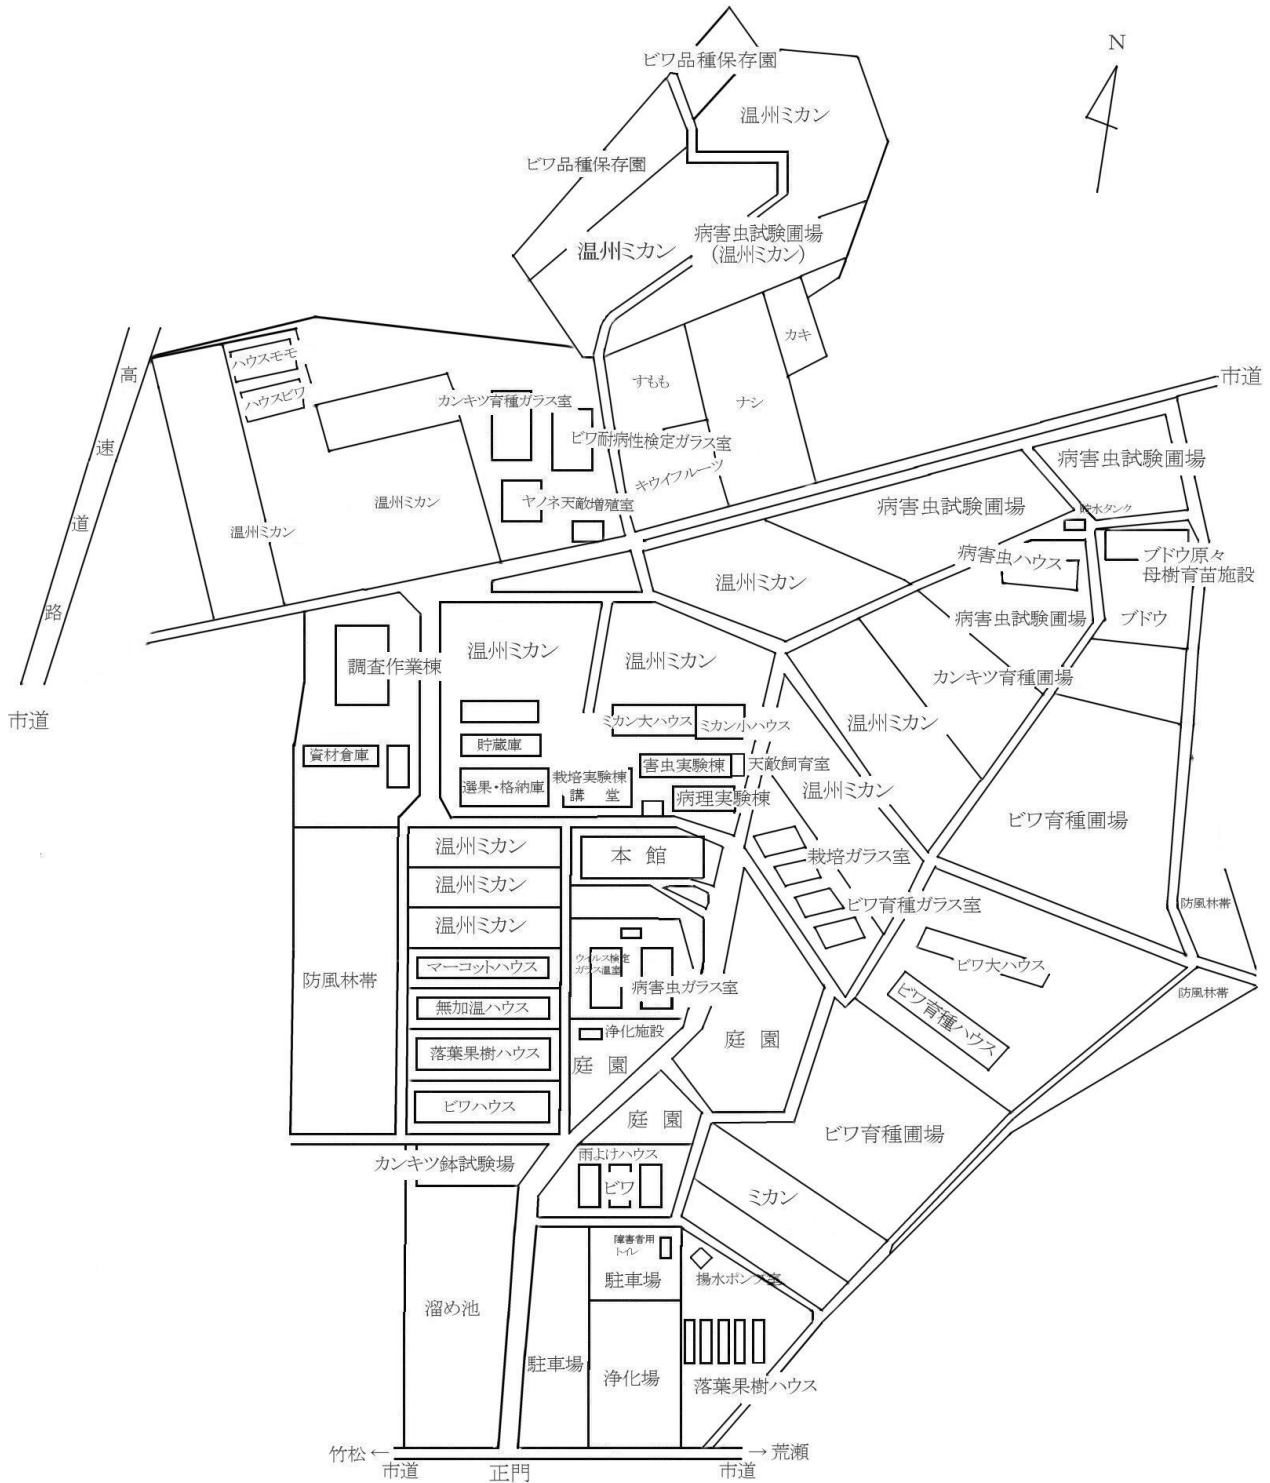 N
ビワ品種保存園
温州ミカン
ビワ品種保存園
病害虫試験圃場
(温州ミカン)
温州ミカン
カキ
ハウスモモ
高
すもも
市道
ハウスビワ
ナシ
カンキツ育種ガラス室
ビワ耐病性検定ガラス室
速
病害虫試験圃場
キウイフルーツ
温州ミカン
ヤノネ天敵増殖室
病害虫試験圃場
貯水タンク
道
温州ミカン
病害虫ハウス
ブドウ原々
母樹育苗施設
温州ミカン
路
病害虫試験圃場
ブドウ
温州ミカン
温州ミカン
調査作業棟
カンキツ育種圃場
市道
ミカン大ハウス
ミカン小ハウス
温州ミカン
貯蔵庫
資材倉庫
害虫実験棟
天敵飼育室
選果・格納庫
栽培実験棟
講 堂
病理実験棟
温州ミカン
ビワ育種圃場
温州ミカン
本 館
栽培ガラス室
温州ミカン
ビワ育種ガラス室
防風林帯
温州ミカン
マーコットハウス
ウイルス検定
ガラス温室
病害虫ガラス室
ビワ大ハウス
防風林帯
防風林帯
無加温ハウス
ビワ育種ハウス
浄化施設
庭 園
落葉果樹ハウス
庭 園
ビワハウス
庭 園
ビワ育種圃場
カンキツ鉢試験場
雨よけハウス
ビワ
ミカン
障害者用
トイレ
駐車場
揚水ポンプ室
溜め池
駐車場
浄化場
落葉果樹ハウス
竹松 ←
→ 荒瀬
市道
正門
市道